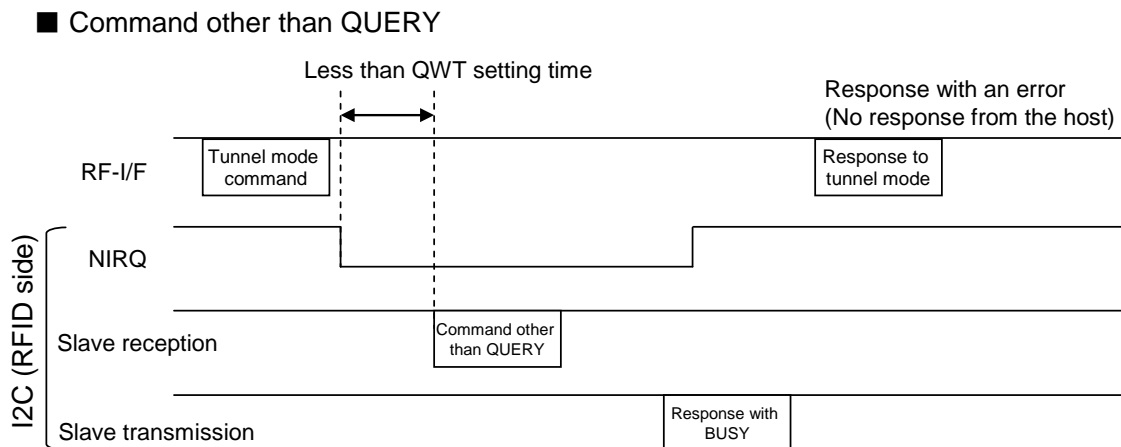 ■ Command other than QUERY
Less than QWT setting time
Response with an error
(No response from the host)
RF-I/F
Tunnel mode
command
Response to
tunnel mode
I2C (RFID side)
NIRQ
Slave reception
Command other
than QUERY
Slave transmission
Response with
BUSY